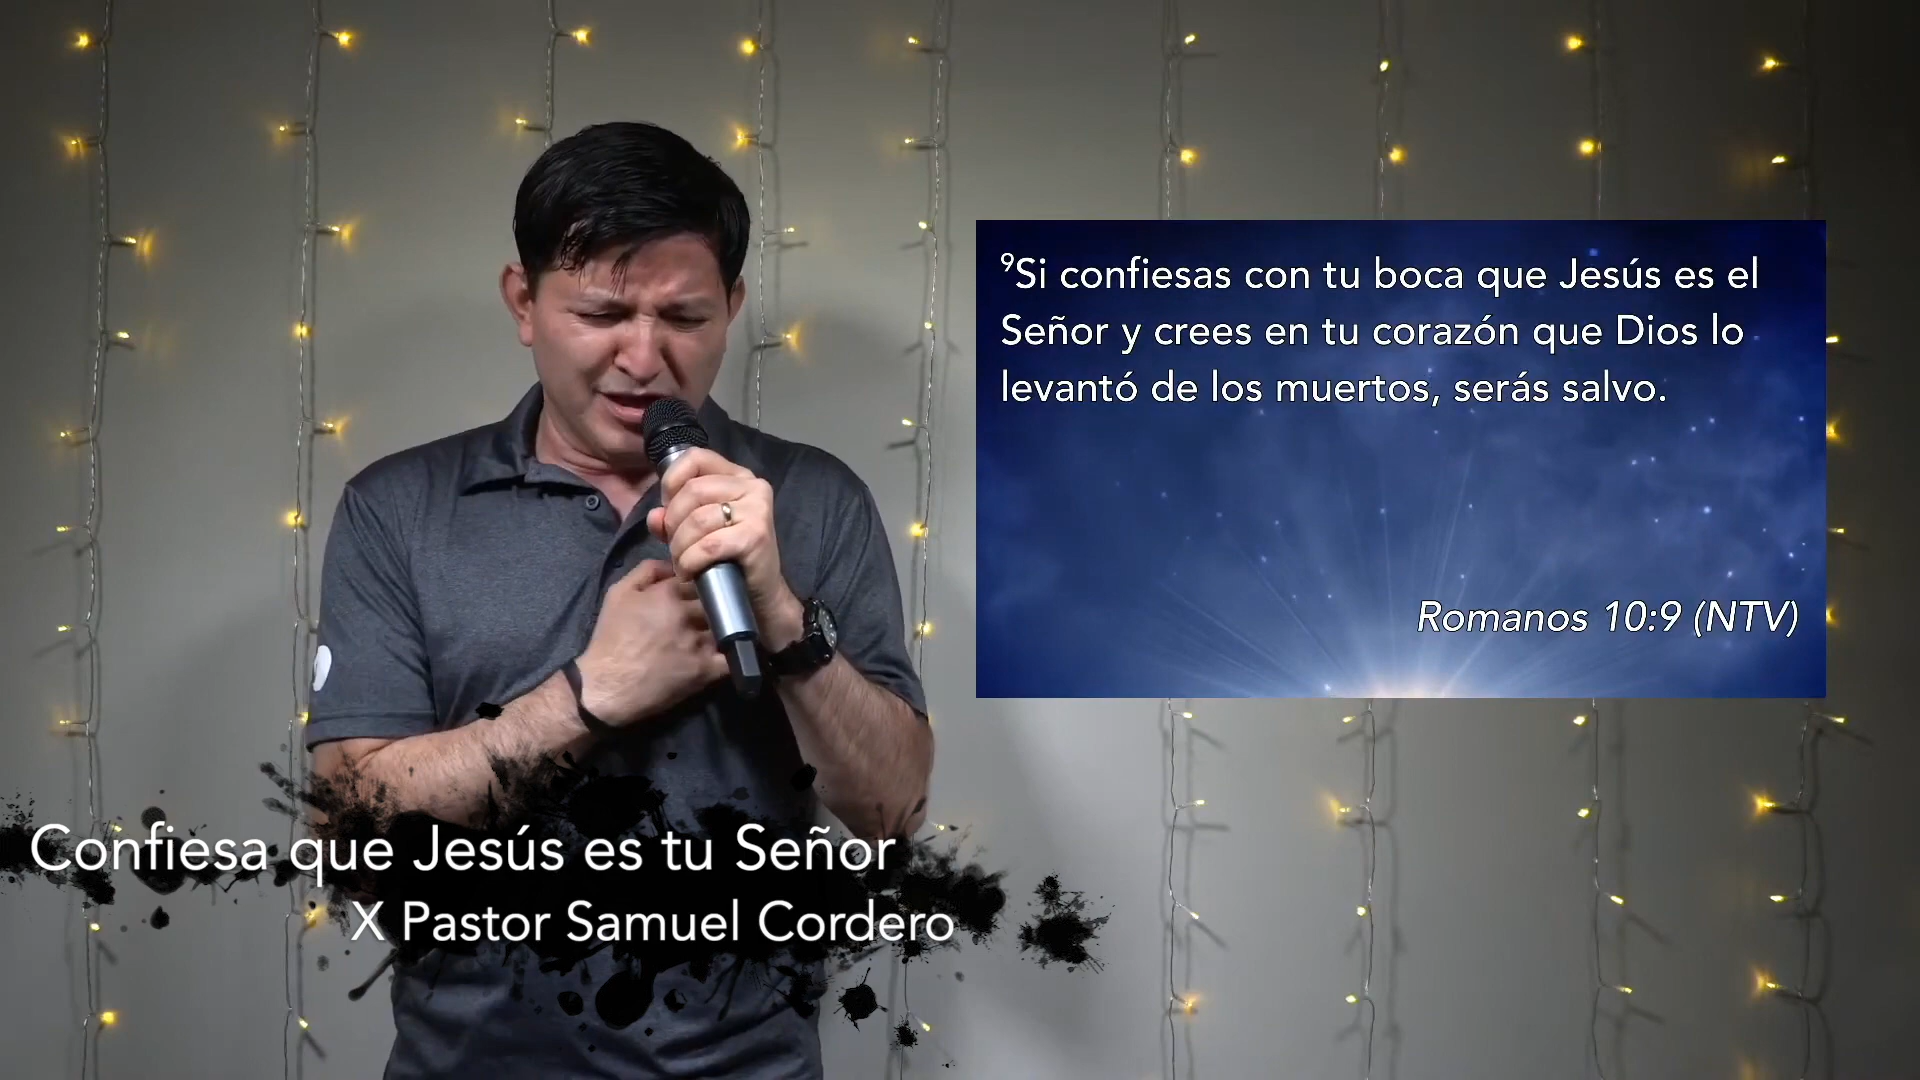 ⁹Si confiesas con tu boca que Jesús es el
Señor y crees en tu corazón que Dios lo
levantó de los muertos, serás salvo.
Romanos 10:9 (NTV)
Confiesa que Jesús es tu Señor
X Pastor Samuel Cordero